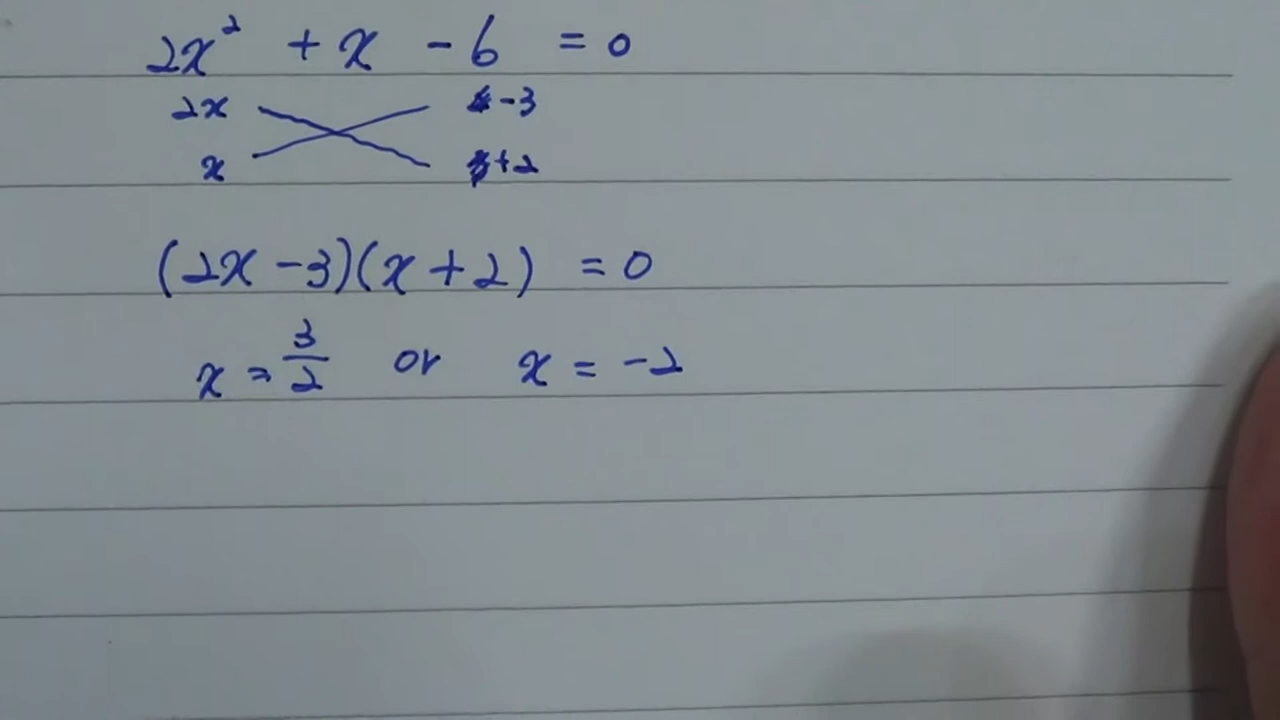 2x² + x - 6 = 0
2x -3
x +2
(2x - 3)(x + 2) = 0
x = 3/2 or x = -2